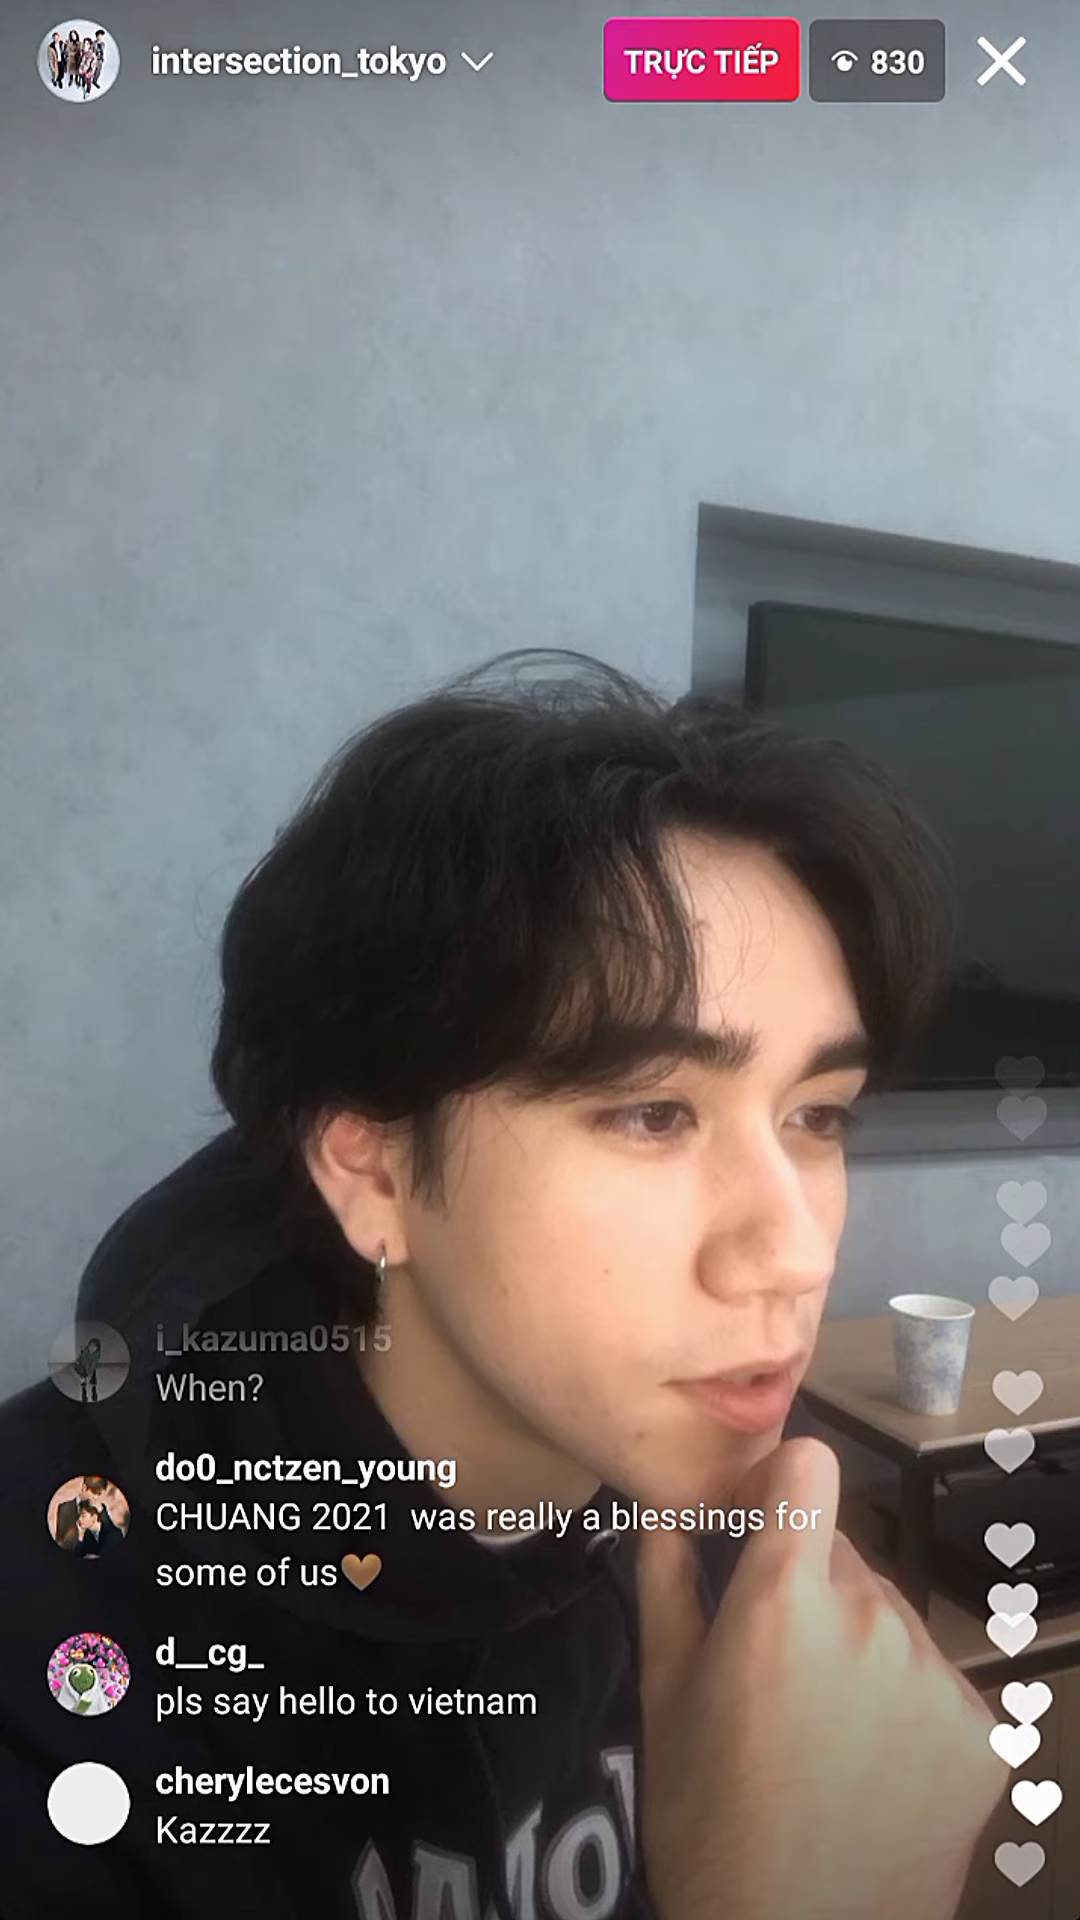 intersection_tokyo
TRỰC TIẾP
830
i_kazuma0515
When?
do0_nctzen_young
CHUANG 2021 was really a blessings for
some of us🤎
d__cg_
pls say hello to vietnam
cherylecesvon
Kazzzz